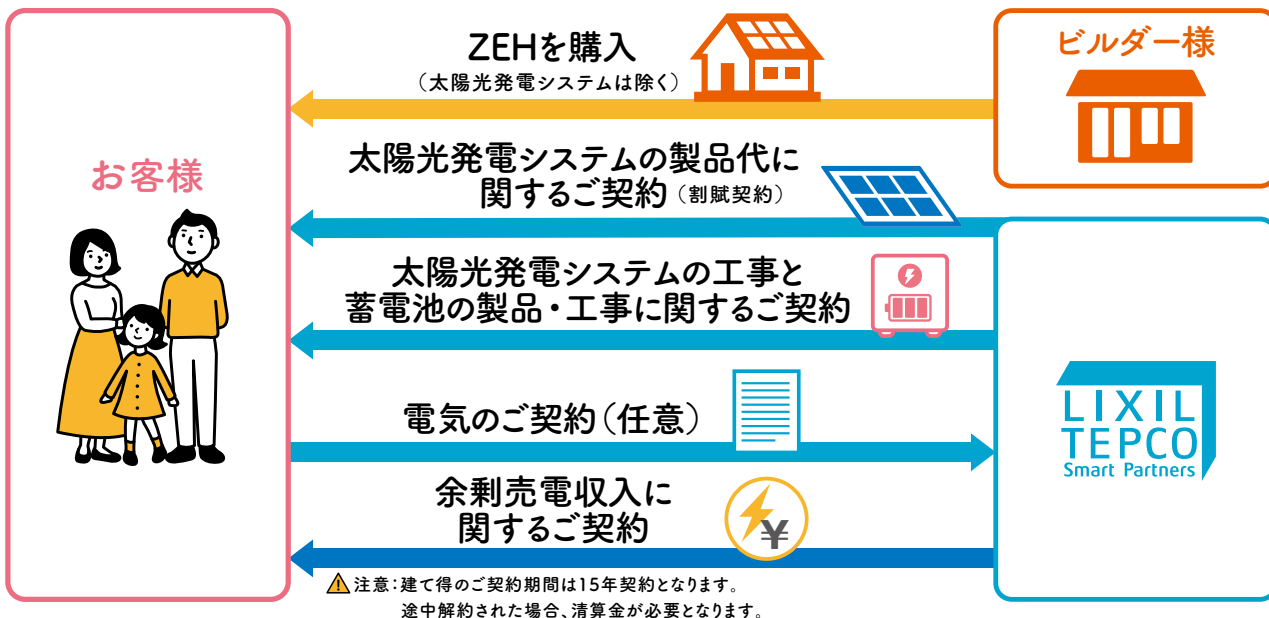 お客様
ZEHを購入
（太陽光発電システムは除く）
ビルダー様
太陽光発電システムの製品代に
関するご契約（割賦契約）
太陽光発電システムの工事と
蓄電池の製品・工事に関するご契約
電気のご契約（任意）
余剰売電収入に
関するご契約
¥
LIXIL
TEPCO
Smart Partners
注意：建て得のご契約期間は15年契約となります。
途中解約された場合、清算金が必要となります。